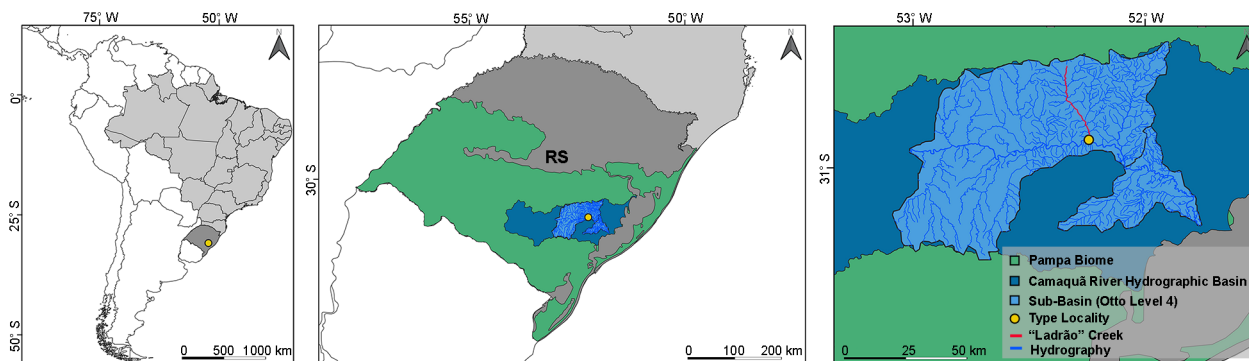 75° W
50° W
N
0°
25° S
50° S
0
500
1000 km
55° W
50° W
N
30° S
RS
0
100
200 km
53° W
52° W
31° S
Pampa Biome
Camaquã River Hydrographic Basin
Sub-Basin (Otto Level 4)
Type Locality
“Ladrão” Creek
Hydrography
0
25
50 km